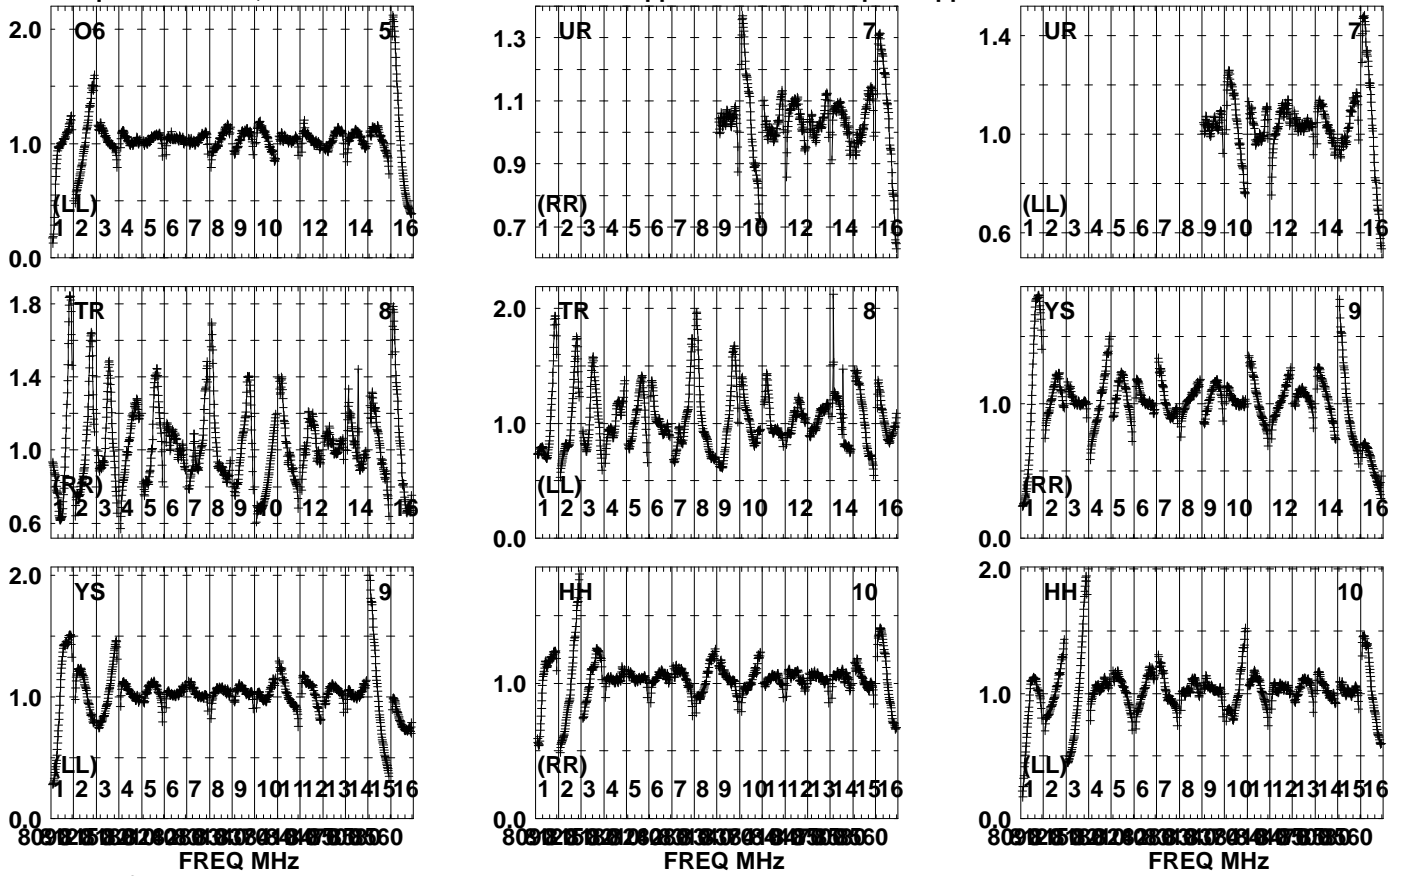 2.0 O6 5
1.0
(LL)
1 2 3 4 5 6 7 8 9 10 12 14 16
0.0
1.3 UR 7
1.1
0.9
(RR)
0.7 1 2 3 4 5 6 7 8 9 10 12 14 16
1.4 UR 7
1.0
(LL)
0.6 1 2 3 4 5 6 7 8 9 10 12 14 16
1.8 TR 8
1.4
1.0
(RR)
1 2 3 4 5 6 7 8 9 10 12 14 16
0.6
2.0 TR 8
1.0
(LL)
1 2 3 4 5 6 7 8 9 10 12 14 16
0.0
YS 9
1.0
(RR)
1 2 3 4 5 6 7 8 9 10 12 14 16
0.0
2.0 YS 9
1.0
(LL)
1 2 3 4 5 6 7 8 9 10 11 12 13 14 15 16
0.0
FREQ MHz
HH 10
1.0
(RR)
1 2 3 4 5 6 7 8 9 10 11 12 13 14 15 16
0.0
FREQ MHz
2.0 HH 10
1.0
(LL)
1 2 3 4 5 6 7 8 9 10 11 12 13 14 15 16
0.0
FREQ MHz